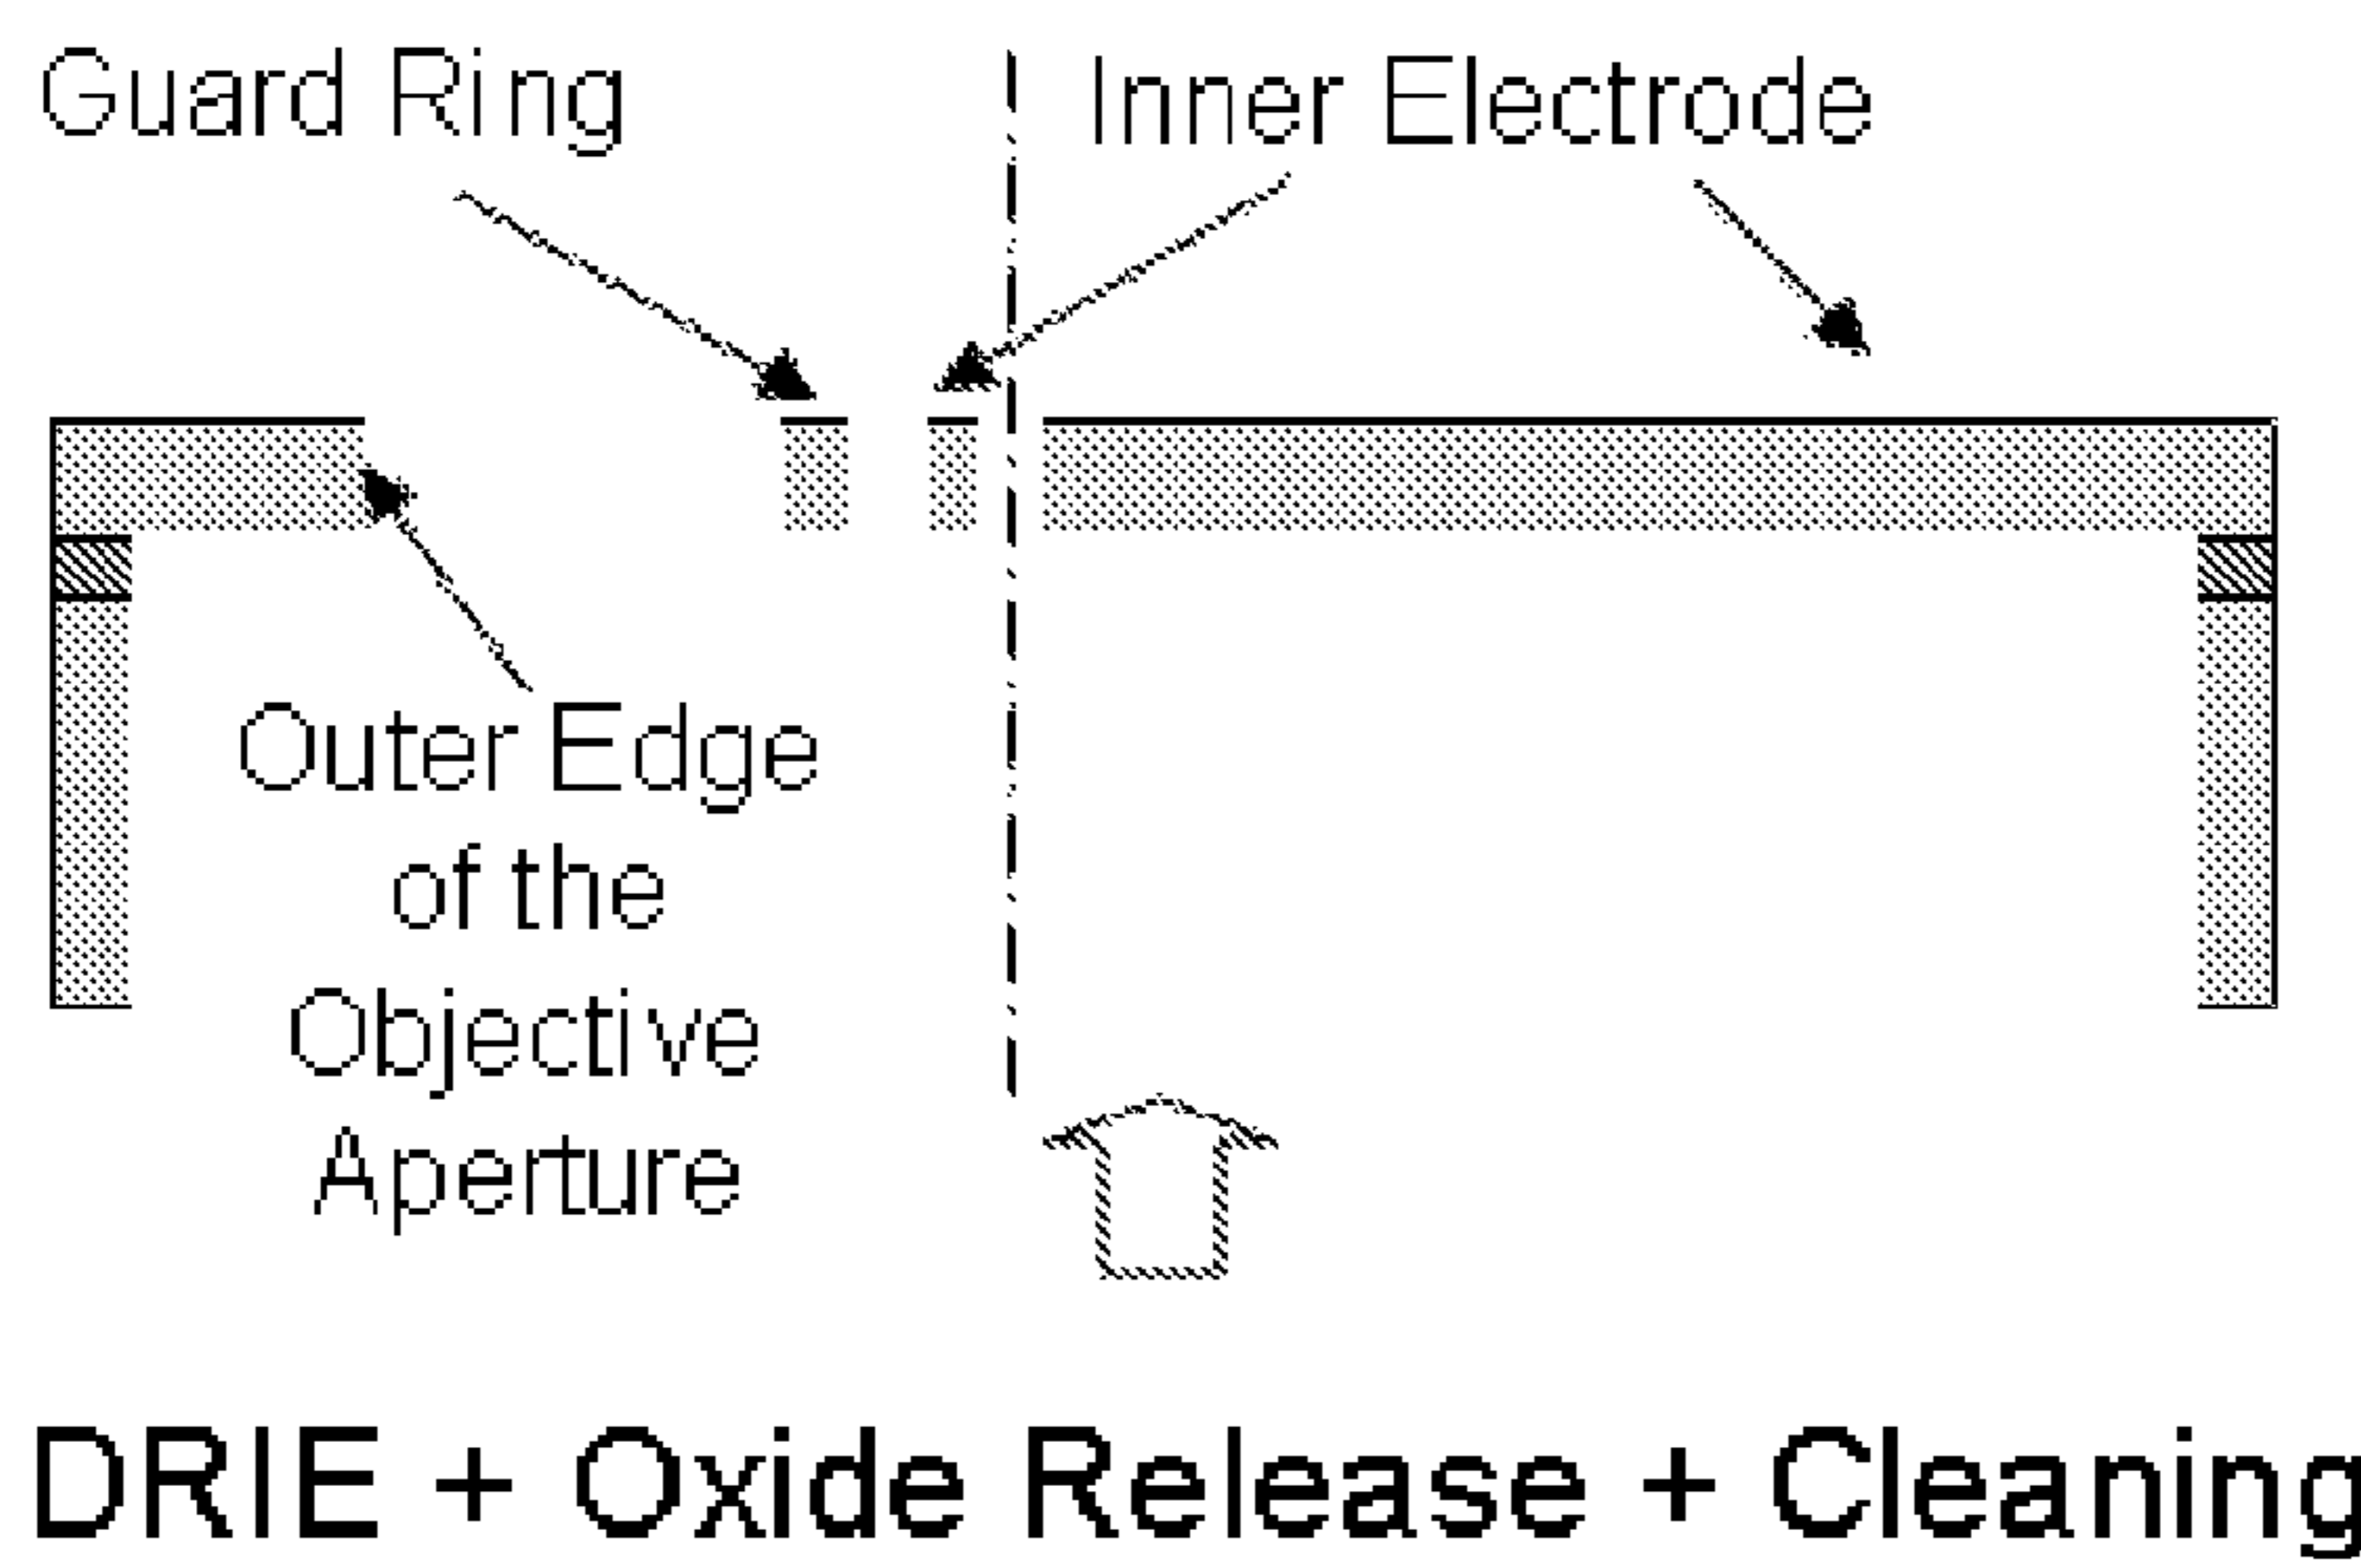 Guard Ring
Inner Electrode
Outer Edge
of the
Objective
Aperture
DRIE + Oxide Release + Cleaning